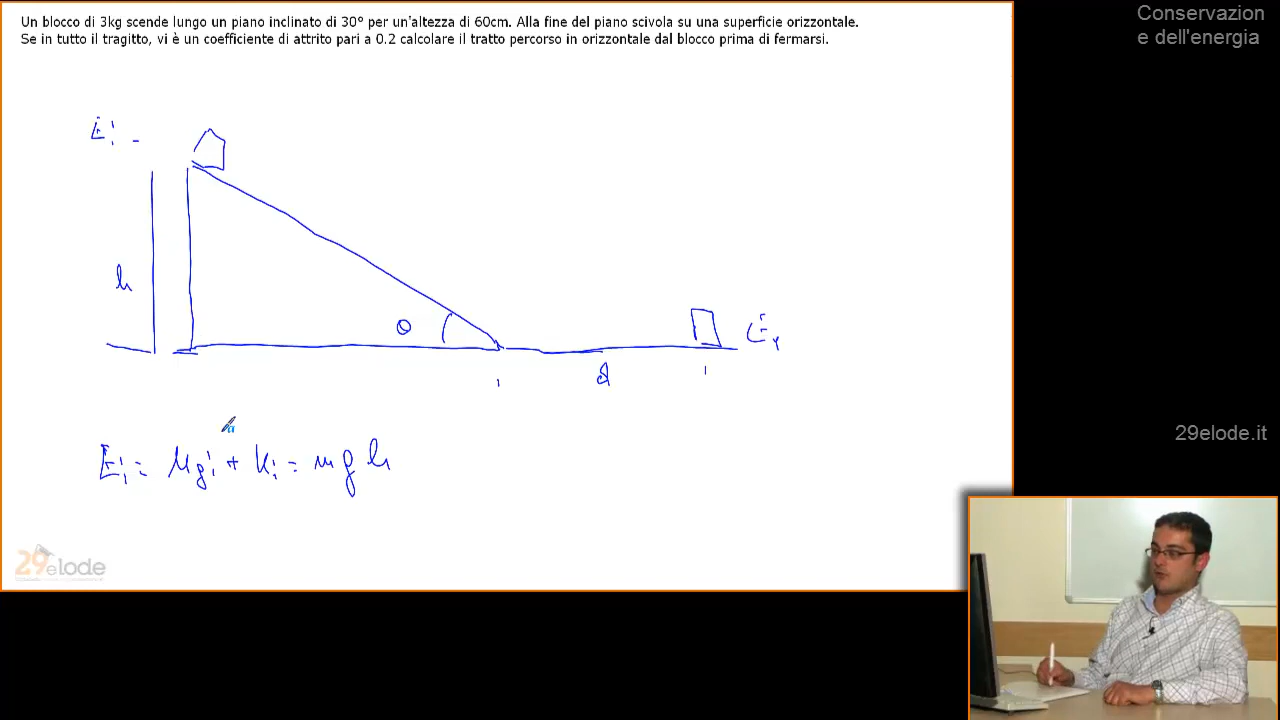 Un blocco di 3kg scende lungo un piano inclinato di 30° per un'altezza di 60cm. Alla fine del piano scivola su una superficie orizzontale.
Se in tutto il tragitto, vi è un coefficiente di attrito pari a 0.2 calcolare il tratto percorso in orizzontale dal blocco prima di fermarsi.
Conservazion
e dell'energia
Ei -
h
θ
Ef
d
Ei = Ugi + Ki = mgh
29elode.it
29elode